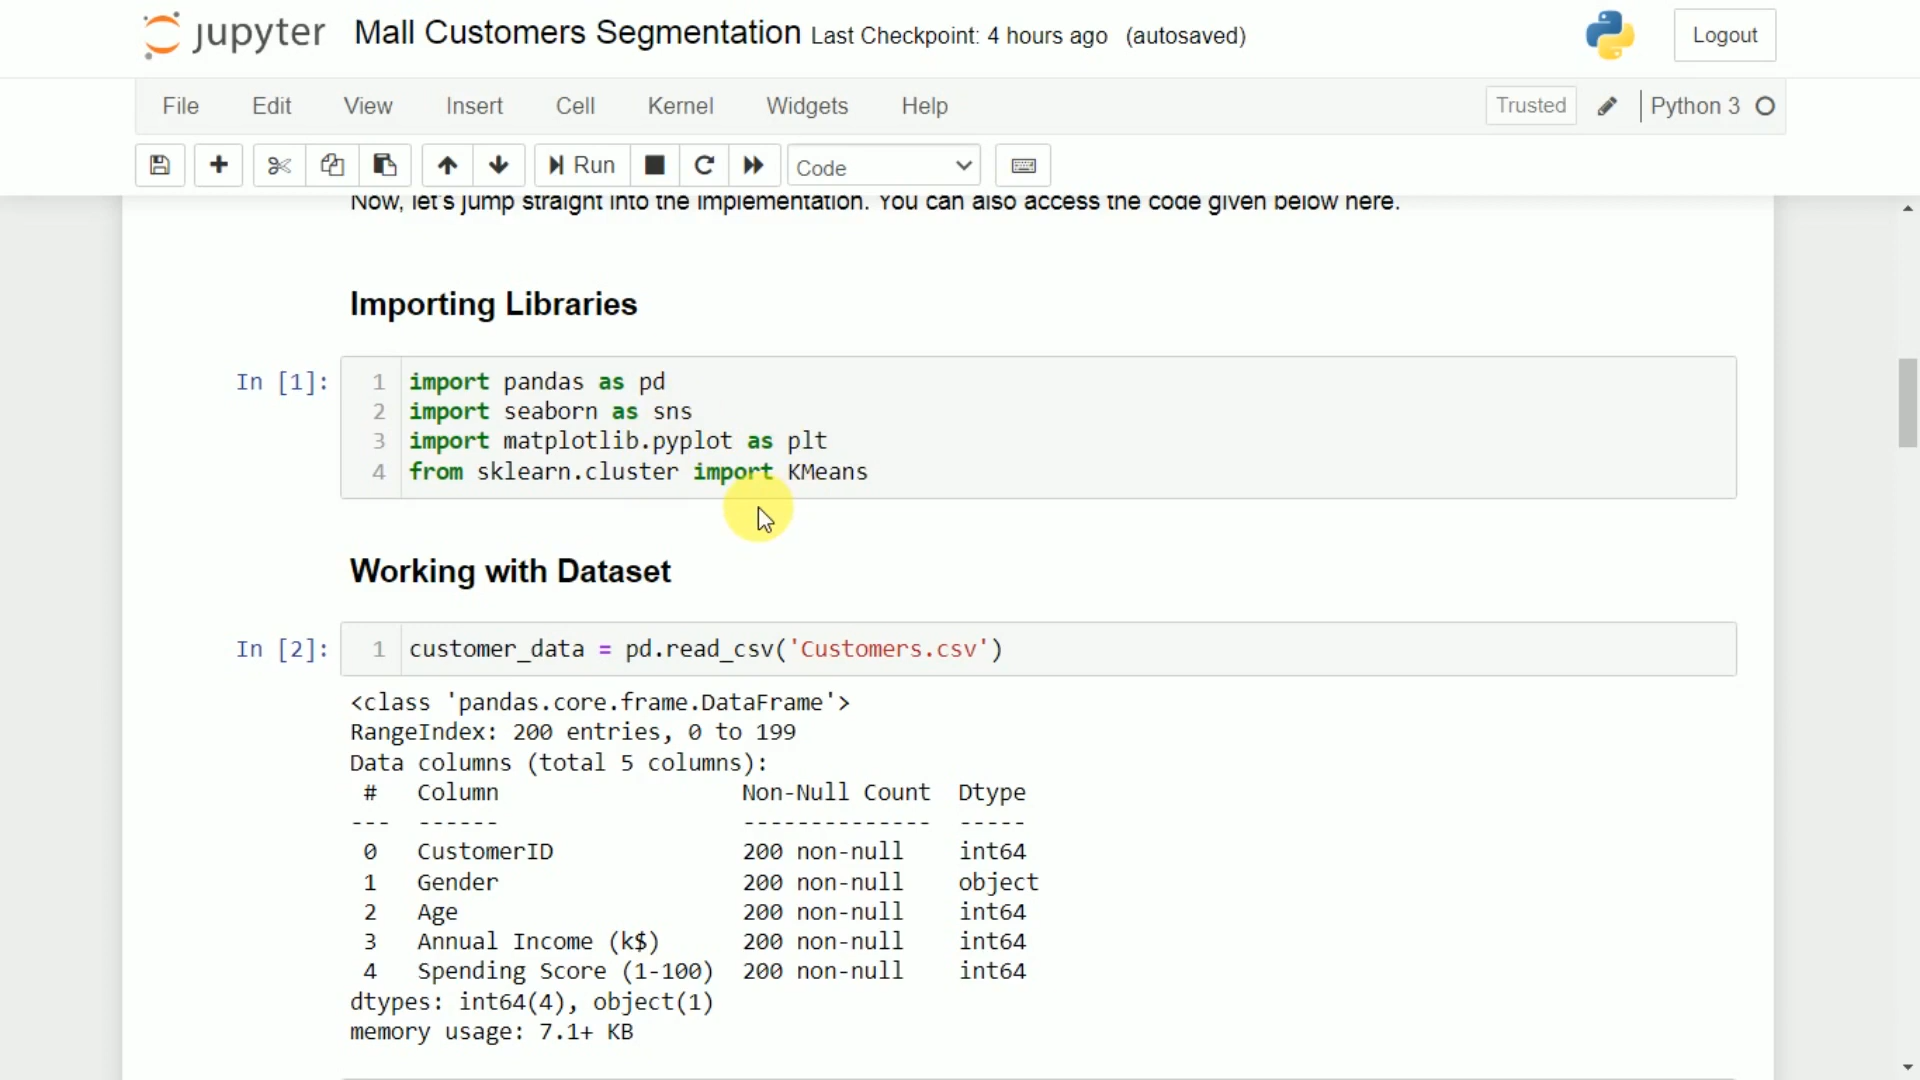 jupyter Mall Customers Segmentation Last Checkpoint: 4 hours ago (autosaved) Logout
File Edit View Insert Cell Kernel Widgets Help Trusted Python 3
Run Code
Now, let's jump straight into the implementation. You can also access the code given below here.
Importing Libraries
In [1]: 1 import pandas as pd
2 import seaborn as sns
3 import matplotlib.pyplot as plt
4 from sklearn.cluster import KMeans
Working with Dataset
In [2]: 1 customer_data = pd.read_csv('Customers.csv')
<class 'pandas.core.frame.DataFrame'>
RangeIndex: 200 entries, 0 to 199
Data columns (total 5 columns):
# Column Non-Null Count Dtype
--- ------ -------------- -----
0 CustomerID 200 non-null int64
1 Gender 200 non-null object
2 Age 200 non-null int64
3 Annual Income (k$) 200 non-null int64
4 Spending Score (1-100) 200 non-null int64
dtypes: int64(4), object(1)
memory usage: 7.1+ KB